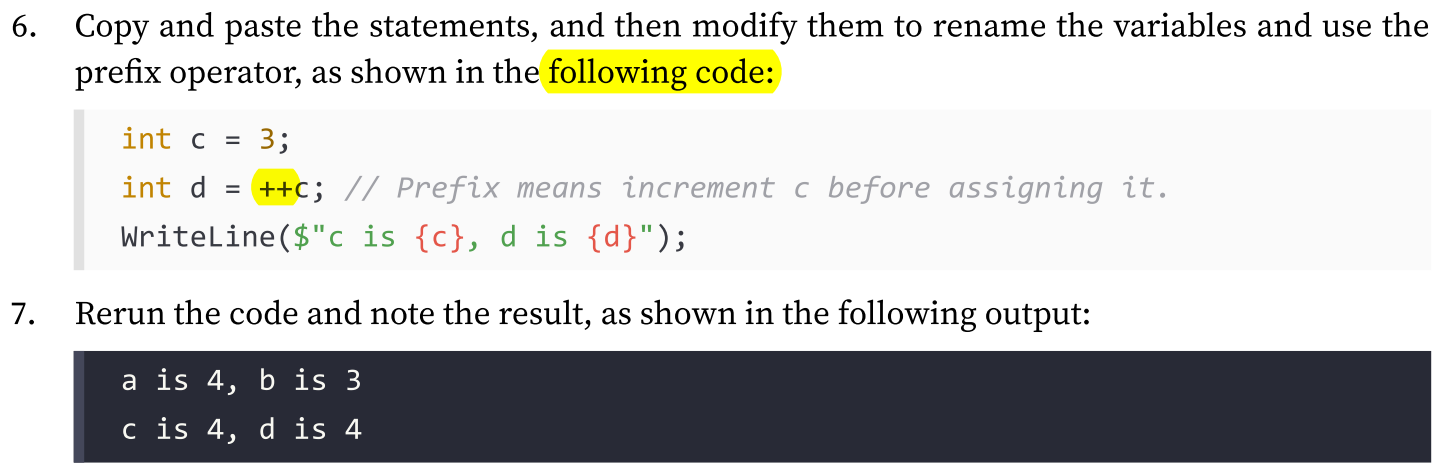 6. Copy and paste the statements, and then modify them to rename the variables and use the
prefix operator, as shown in the following code:
int c = 3;
int d = ++c; // Prefix means increment c before assigning it.
WriteLine($"c is {c}, d is {d}");
7. Rerun the code and note the result, as shown in the following output:
a is 4, b is 3
c is 4, d is 4